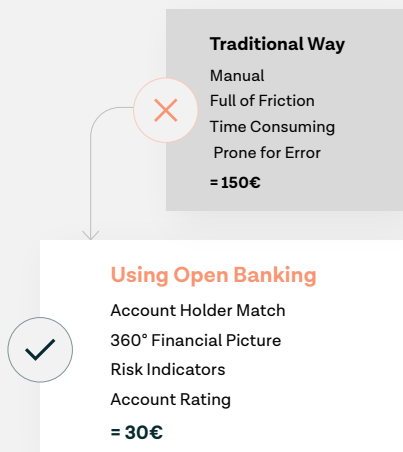 Traditional Way
Manual
Full of Friction
Time Consuming
Prone for Error
= 150€
Using Open Banking
Account Holder Match
360° Financial Picture
Risk Indicators
Account Rating
= 30€